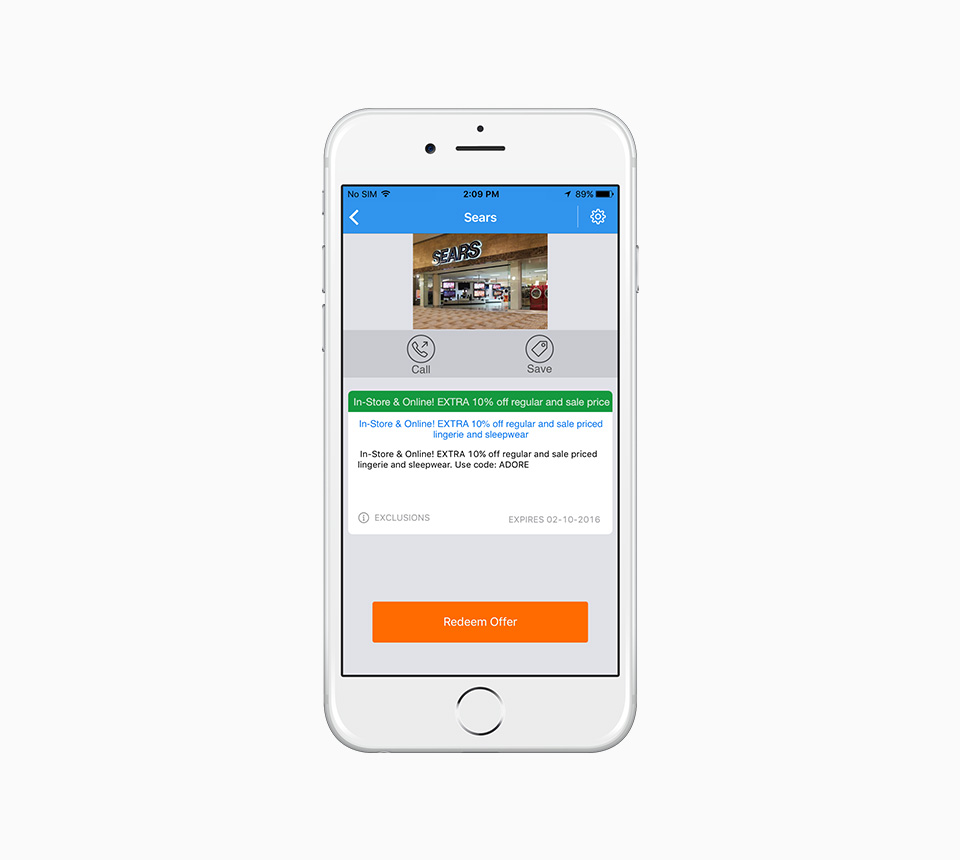 No SIM 2:09 PM 89%
Sears
SEARS
Call Save
In-Store & Online! EXTRA 10% off regular and sale price
In-Store & Online! EXTRA 10% off regular and sale priced
lingerie and sleepwear
In-Store & Online! EXTRA 10% off regular and sale priced
lingerie and sleepwear. Use code: ADORE
EXCLUSIONS EXPIRES 02-10-2016
Redeem Offer